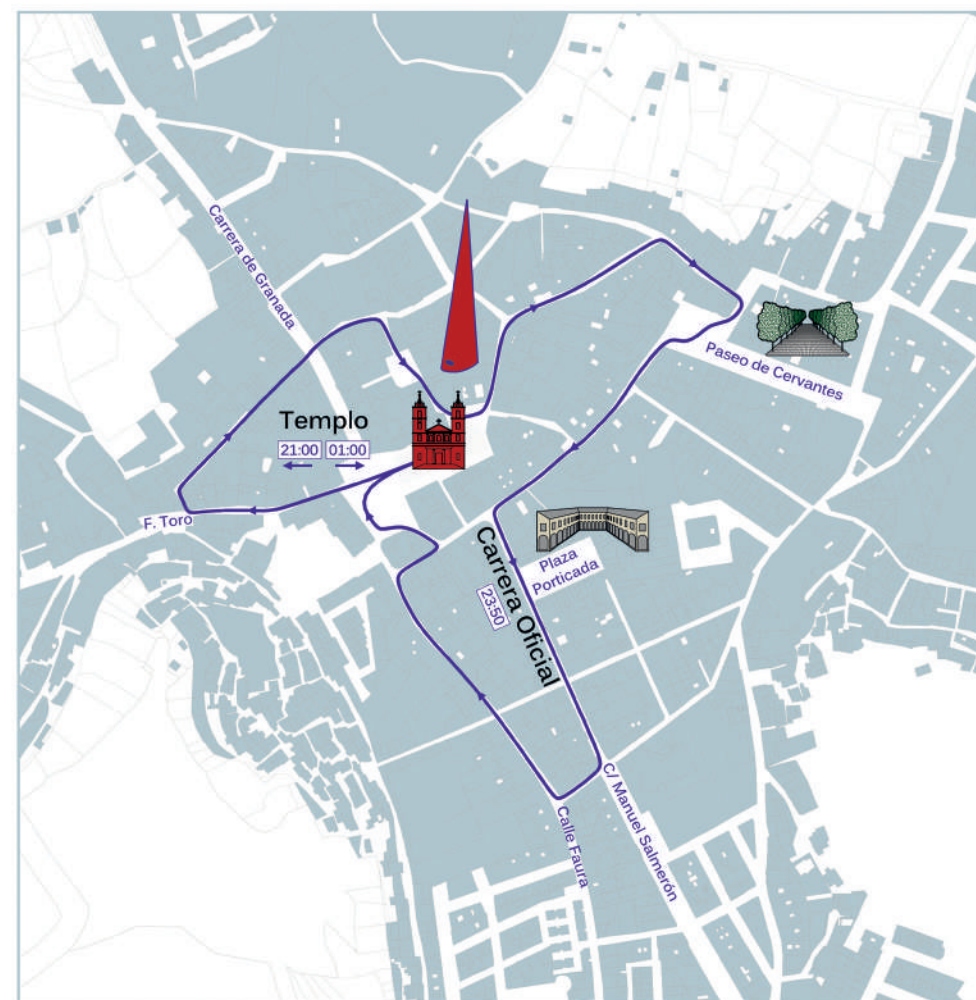 Carrera de Granada
Paseo de Cervantes
Templo
21:00 01:00
F. Toro
Plaza
Porticada
Carrera Oficial
23:50
C/ Manuel Salmerón
Calle Faura